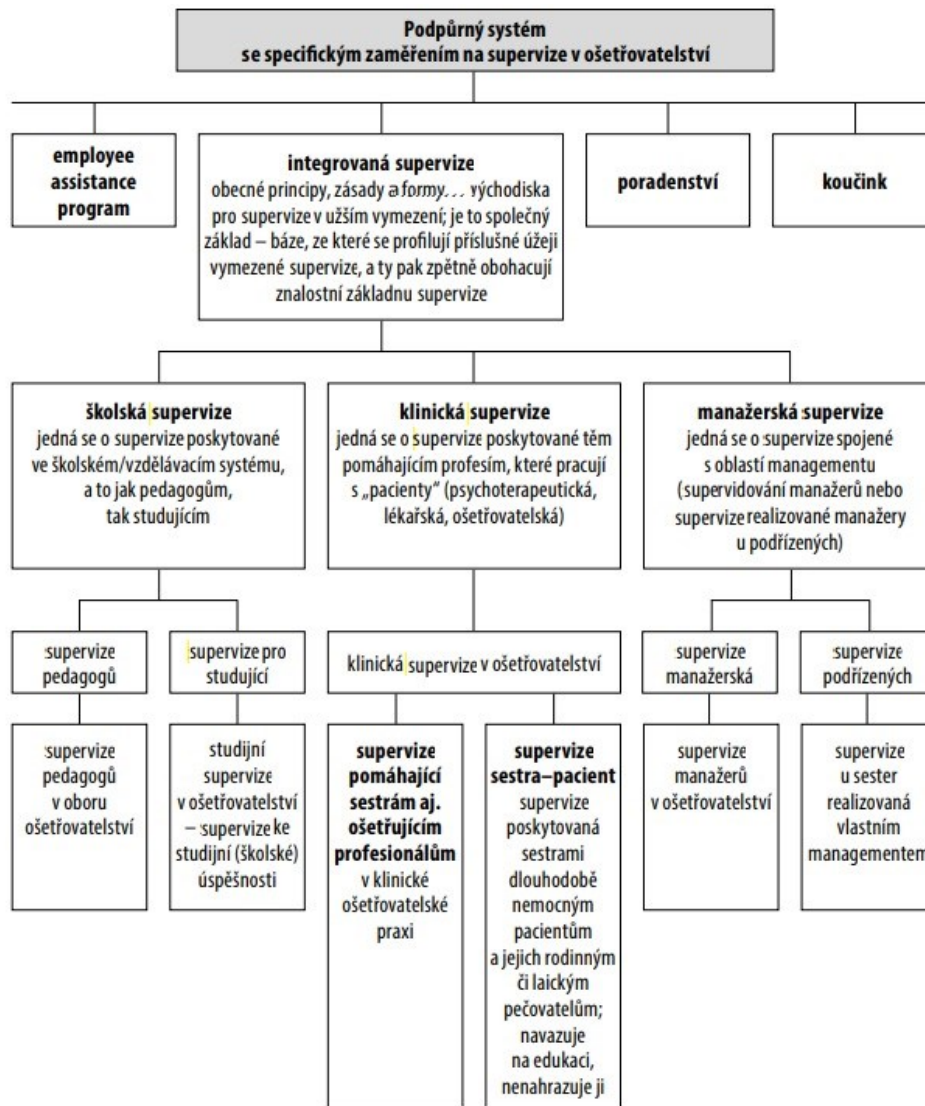 Podpůrný systém
se specifickým zaměřením na supervize v ošetřovatelství
employee
assistance
program
integrovaná supervize
obecné principy, zásady a formy… východiska
pro supervize v užším vymezení; je to společný
základ – báze, ze které se profilují příslušné úžeji
vymezené supervize, a ty pak zpětně obohacují
znalostní základnu supervize
poradenství
koučink
školská supervize
jedná se o supervize poskytované
ve školském/vzdělávacím systému,
a to jak pedagogům,
tak studujícím
klinická supervize
jedná se o supervize poskytované těm
pomáhajícím profesím, které pracují
s „pacienty“ (psychoterapeutická,
lékařská, ošetřovatelská)
manažerská supervize
jedná se o supervize spojené
s oblastí managementu
(supervidování manažerů nebo
supervize realizované manažery
u podřízených)
supervize
pedagogů
supervize pro
studující
klinická supervize v ošetřovatelství
supervize
manažerská
supervize
podřízených
supervize
pedagogů
v oboru
ošetřovatelství
studijní
supervize
v ošetřovatelství
– supervize ke
studijní (školské)
úspěšnosti
supervize
pomáhající
sestrám aj.
ošetřujícím
profesionálům
v klinické
ošetřovatelské
praxi
supervize
sestra–pacient
supervize
poskytovaná
sestrami
dlouhodobě
nemocným
pacientům
a jejich rodinným
či laickým
pečovatelům;
navazuje
na edukaci,
nenahrazuje ji
supervize
manažerů
v ošetřovatelství
supervize
u sester
realizovaná
vlastním
managementem